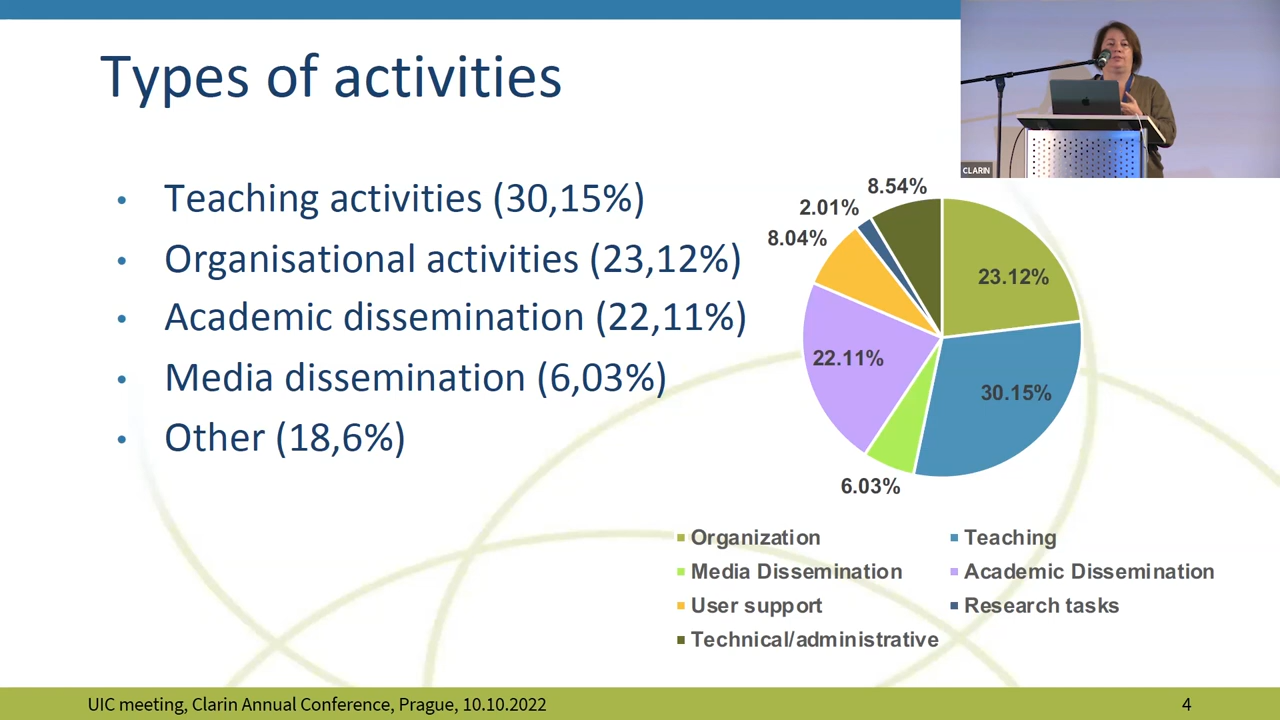 Types of activities
• Teaching activities (30,15%)
• Organisational activities (23,12%)
• Academic dissemination (22,11%)
• Media dissemination (6,03%)
• Other (18,6%)
CLARIN
8.54%
2.01%
8.04%
23.12%
22.11%
30.15%
6.03%
Organization
Teaching
Media Dissemination
Academic Dissemination
User support
Research tasks
Technical/administrative
UIC meeting, Clarin Annual Conference, Prague, 10.10.2022
4